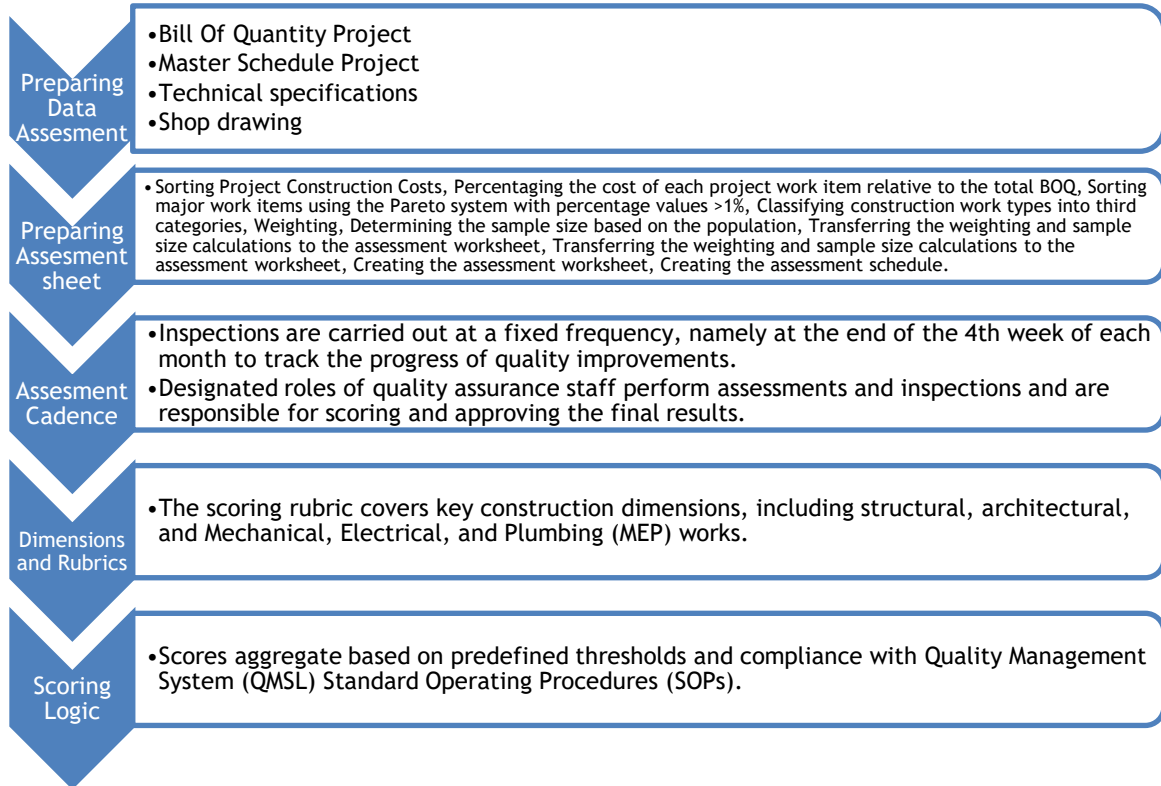 Preparing
Data
Assesment
•Bill Of Quantity Project
•Master Schedule Project
•Technical specifications
•Shop drawing
Preparing
Assesment
sheet
•Sorting Project Construction Costs, Percentaging the cost of each project work item relative to the total BOQ, Sorting
major work items using the Pareto system with percentage values >1%, Classifying construction work types into third
categories, Weighting, Determining the sample size based on the population, Transferring the weighting and sample
size calculations to the assessment worksheet, Transferring the weighting and sample size calculations to the
assessment worksheet, Creating the assessment worksheet, Creating the assessment schedule.
Assesment
Cadence
•Inspections are carried out at a fixed frequency, namely at the end of the 4th week of each
month to track the progress of quality improvements.
•Designated roles of quality assurance staff perform assessments and inspections and are
responsible for scoring and approving the final results.
Dimensions
and Rubrics
•The scoring rubric covers key construction dimensions, including structural, architectural,
and Mechanical, Electrical, and Plumbing (MEP) works.
Scoring
Logic
•Scores aggregate based on predefined thresholds and compliance with Quality Management
System (QMSL) Standard Operating Procedures (SOPs).